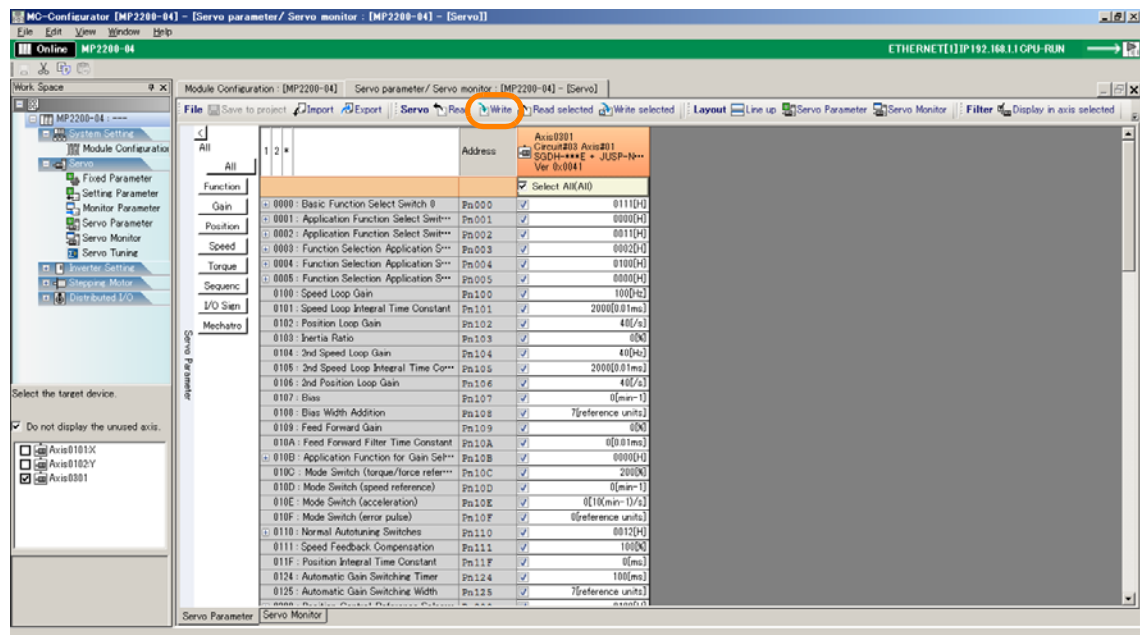 MC-Configurator [MP2200-04] - [Servo parameter/ Servo monitor : [MP2200-04] - [Servo]]
File Edit View Window Help
Online MP2200-04 ETHERNET[1]IP192.168.1.1 CPU-RUN
Work Space
Module Configuration : [MP2200-04] Servo parameter/ Servo monitor : [MP2200-04] - [Servo]
File Save to project Import Export Servo Rea Write Read selected Write selected Layout Line up Servo Parameter Servo Monitor Filter Display in axis selected
MP2200-04 : ---
System Setting
Module Configuratio
Servo
Fixed Parameter
Setting Parameter
Monitor Parameter
Servo Parameter
Servo Monitor
Servo Tuning
Inverter Setting
Stepping Motor
Distributed I/O
Select the target device.
Do not display the unused axis.
Axis0101:X
Axis0102:Y
Axis0301
<
All
All
Function
Gain
Position
Speed
Torque
Sequenc
I/O Sign
Mechatro
Servo Parameter
1 2 * Address
Axis0301
Circuit#03 Axis#01
SGDH-***E + JUSP-N···
Ver 0x0041
Select All(All)
0000 : Basic Function Select Switch 0 Pn000 0111[H]
0001 : Application Function Select Swit··· Pn001 0000[H]
0002 : Application Function Select Swit··· Pn002 0011[H]
0003 : Function Selection Application S··· Pn003 0002[H]
0004 : Function Selection Application S··· Pn004 0100[H]
0005 : Function Selection Application S··· Pn005 0000[H]
0100 : Speed Loop Gain Pn100 100[Hz]
0101 : Speed Loop Integral Time Constant Pn101 2000[0.01ms]
0102 : Position Loop Gain Pn102 40[/s]
0103 : Inertia Ratio Pn103 0[%]
0104 : 2nd Speed Loop Gain Pn104 40[Hz]
0105 : 2nd Speed Loop Integral Time Co··· Pn105 2000[0.01ms]
0106 : 2nd Position Loop Gain Pn106 40[/s]
0107 : Bias Pn107 0[min-1]
0108 : Bias Width Addition Pn108 7[reference units]
0109 : Feed Forward Gain Pn109 0[%]
010A : Feed Forward Filter Time Constant Pn10A 0[0.01ms]
010B : Application Function for Gain Sel··· Pn10B 0000[H]
010C : Mode Switch (torque/force refer··· Pn10C 200[%]
010D : Mode Switch (speed reference) Pn10D 0[min-1]
010E : Mode Switch (acceleration) Pn10E 0[10(min-1)/s]
010F : Mode Switch (error pulse) Pn10F 0[reference units]
0110 : Normal Autotuning Switches Pn110 0012[H]
0111 : Speed Feedback Compensation Pn111 100[%]
011F : Position Integral Time Constant Pn11F 0[ms]
0124 : Automatic Gain Switching Timer Pn124 100[ms]
0125 : Automatic Gain Switching Width Pn125 7[reference units]
Servo Parameter Servo Monitor